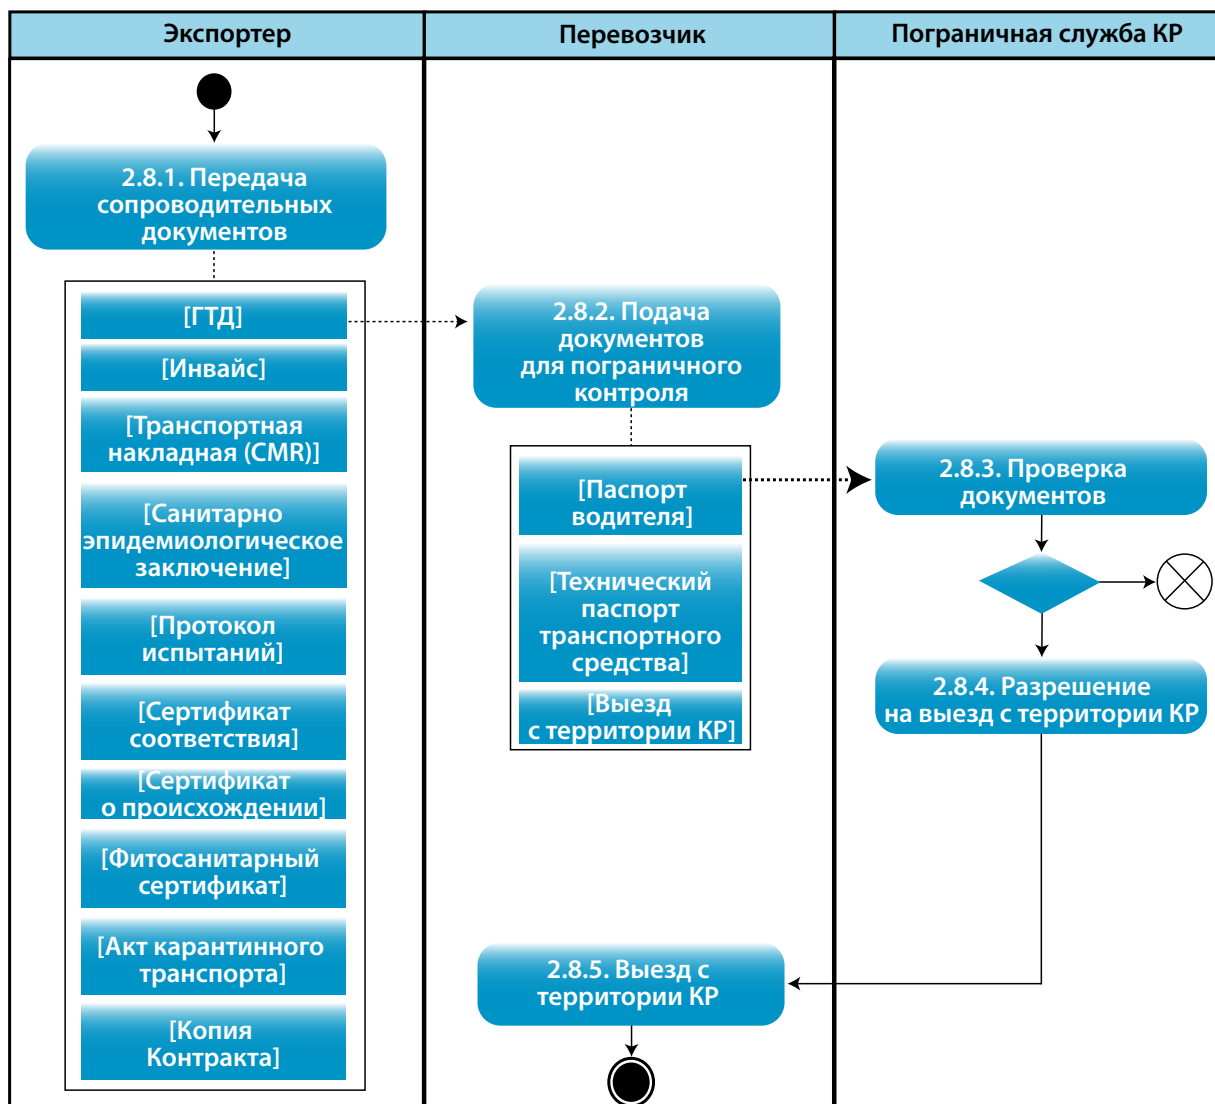 Экспортер
Перевозчик
Пограничная служба КР
2.8.1. Передача
сопроводительных
документов
[ГТД]
[Инвайс]
[Транспортная
накладная (CMR)]
[Санитарно
эпидемиологическое
заключение]
[Протокол
испытаний]
[Сертификат
соответствия]
[Сертификат
о происхождении]
[Фитосанитарный
сертификат]
[Акт карантинного
транспорта]
[Копия
Контракта]
2.8.2. Подача
документов
для пограничного
контроля
[Паспорт
водителя]
[Технический
паспорт
транспортного
средства]
[Выезд
с территории КР]
2.8.3. Проверка
документов
2.8.4. Разрешение
на выезд с территории КР
2.8.5. Выезд с
территории КР